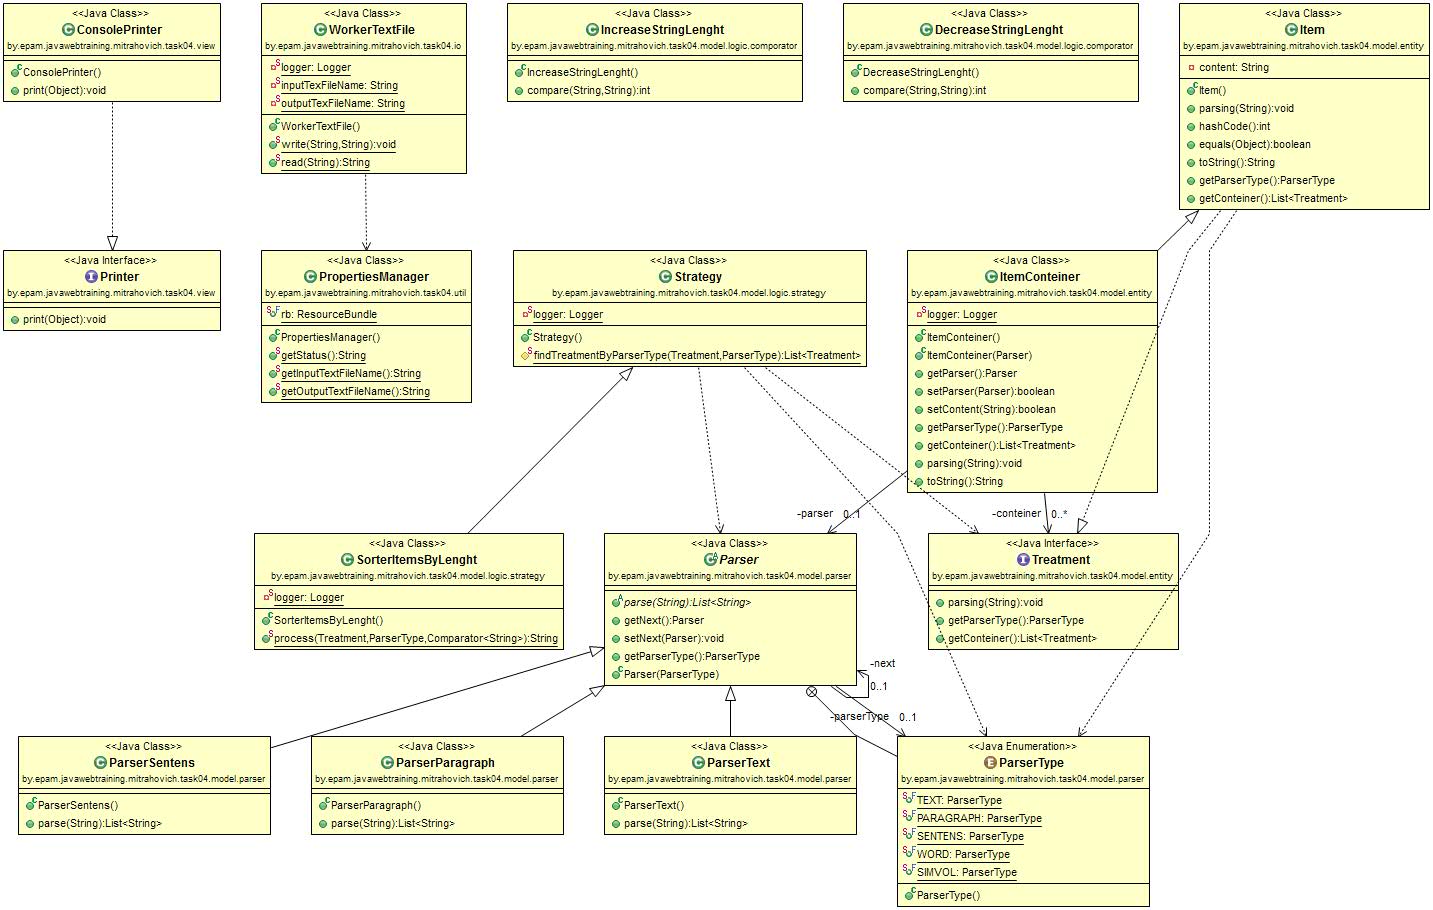 <<Java Class>>
ConsolePrinter
by.epam.javawebtraining.mitrahovich.task04.view
ConsolePrinter()
print(Object):void
<<Java Class>>
WorkerTextFile
by.epam.javawebtraining.mitrahovich.task04.io
logger: Logger
inputTexFileName: String
outputTexFileName: String
WorkerTextFile()
write(String,String):void
read(String):String
<<Java Class>>
IncreaseStringLenght
by.epam.javawebtraining.mitrahovich.task04.model.logic.comporator
IncreaseStringLenght()
compare(String,String):int
<<Java Class>>
DecreaseStringLenght
by.epam.javawebtraining.mitrahovich.task04.model.logic.comporator
DecreaseStringLenght()
compare(String,String):int
<<Java Class>>
Item
by.epam.javawebtraining.mitrahovich.task04.model.entity
content: String
Item()
parsing(String):void
hashCode():int
equals(Object):boolean
toString():String
getParserType():ParserType
getConteiner():List<Treatment>
<<Java Interface>>
Printer
by.epam.javawebtraining.mitrahovich.task04.view
print(Object):void
<<Java Class>>
PropertiesManager
by.epam.javawebtraining.mitrahovich.task04.util
rb: ResourceBundle
PropertiesManager()
getStatus():String
getInputTextFileName():String
getOutputTextFileName():String
<<Java Class>>
Strategy
by.epam.javawebtraining.mitrahovich.task04.model.logic.strategy
logger: Logger
Strategy()
findTreatmentByParserType(Treatment,ParserType):List<Treatment>
<<Java Class>>
ItemConteiner
by.epam.javawebtraining.mitrahovich.task04.model.entity
logger: Logger
ItemConteiner()
ItemConteiner(Parser)
getParser():Parser
setParser(Parser):boolean
setContent(String):boolean
getParserType():ParserType
getConteiner():List<Treatment>
parsing(String):void
toString():String
-parser 0..1
-conteiner 0..*
<<Java Class>>
SorterItemsByLenght
by.epam.javawebtraining.mitrahovich.task04.model.logic.strategy
logger: Logger
SorterItemsByLenght()
process(Treatment,ParserType,Comparator<String>):String
<<Java Class>>
Parser
by.epam.javawebtraining.mitrahovich.task04.model.parser
parse(String):List<String>
getNext():Parser
setNext(Parser):void
getParserType():ParserType
Parser(ParserType)
<<Java Interface>>
Treatment
by.epam.javawebtraining.mitrahovich.task04.model.entity
parsing(String):void
getParserType():ParserType
getConteiner():List<Treatment>
-next
0..1
-parserType 0..1
<<Java Class>>
ParserSentens
by.epam.javawebtraining.mitrahovich.task04.model.parser
ParserSentens()
parse(String):List<String>
<<Java Class>>
ParserParagraph
by.epam.javawebtraining.mitrahovich.task04.model.parser
ParserParagraph()
parse(String):List<String>
<<Java Class>>
ParserText
by.epam.javawebtraining.mitrahovich.task04.model.parser
ParserText()
parse(String):List<String>
<<Java Enumeration>>
ParserType
by.epam.javawebtraining.mitrahovich.task04.model.parser
TEXT: ParserType
PARAGRAPH: ParserType
SENTENS: ParserType
WORD: ParserType
SIMVOL: ParserType
ParserType()